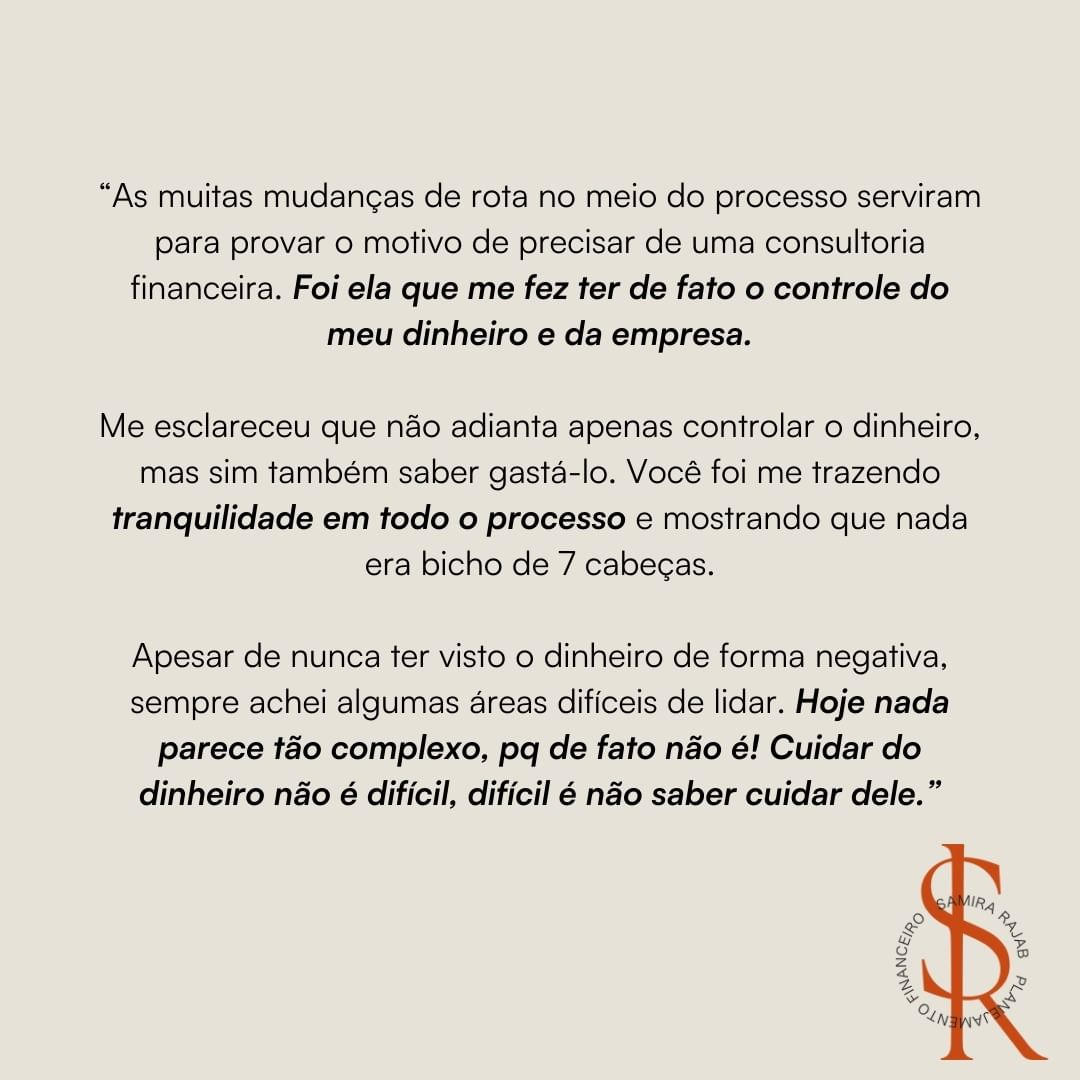 “As muitas mudanças de rota no meio do processo serviram
para provar o motivo de precisar de uma consultoria
financeira. Foi ela que me fez ter de fato o controle do
meu dinheiro e da empresa.
Me esclareceu que não adianta apenas controlar o dinheiro,
mas sim também saber gastá-lo. Você foi me trazendo
tranquilidade em todo o processo e mostrando que nada
era bicho de 7 cabeças.
Apesar de nunca ter visto o dinheiro de forma negativa,
sempre achei algumas áreas difíceis de lidar. Hoje nada
parece tão complexo, pq de fato não é! Cuidar do
dinheiro não é difícil, difícil é não saber cuidar dele.”
SR
SAMIRA RAJAB PLANEJAMENTO FINANCEIRO